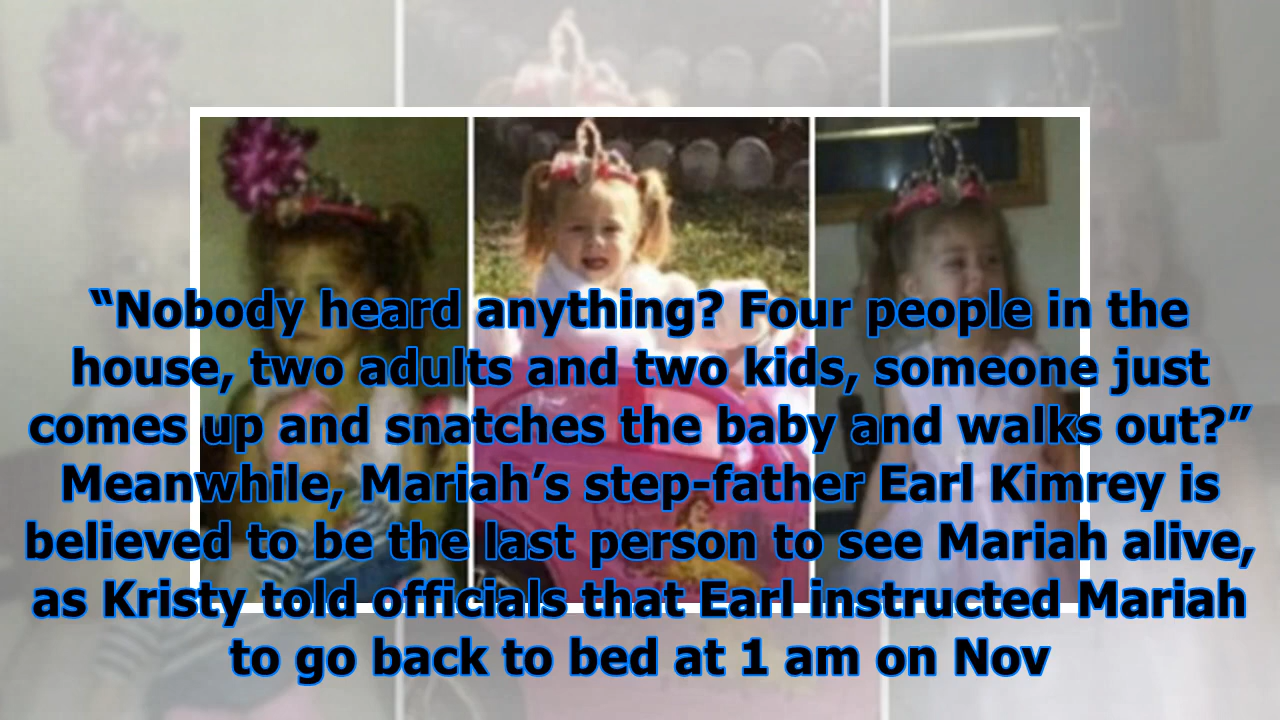 “Nobody heard anything? Four people in the
house, two adults and two kids, someone just
comes up and snatches the baby and walks out?”
Meanwhile, Mariah’s step-father Earl Kimrey is
believed to be the last person to see Mariah alive,
as Kristy told officials that Earl instructed Mariah
to go back to bed at 1 am on Nov